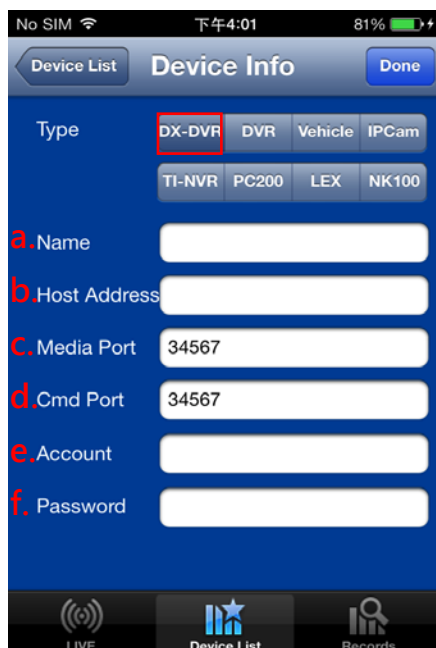 No SIM 下午4:01 81%
Device List Device Info Done
Type DX-DVR DVR Vehicle IPCam
TI-NVR PC200 LEX NK100
a. Name
b. Host Address
c. Media Port 34567
d. Cmd Port 34567
e. Account
f. Password
LIVE Device List Records